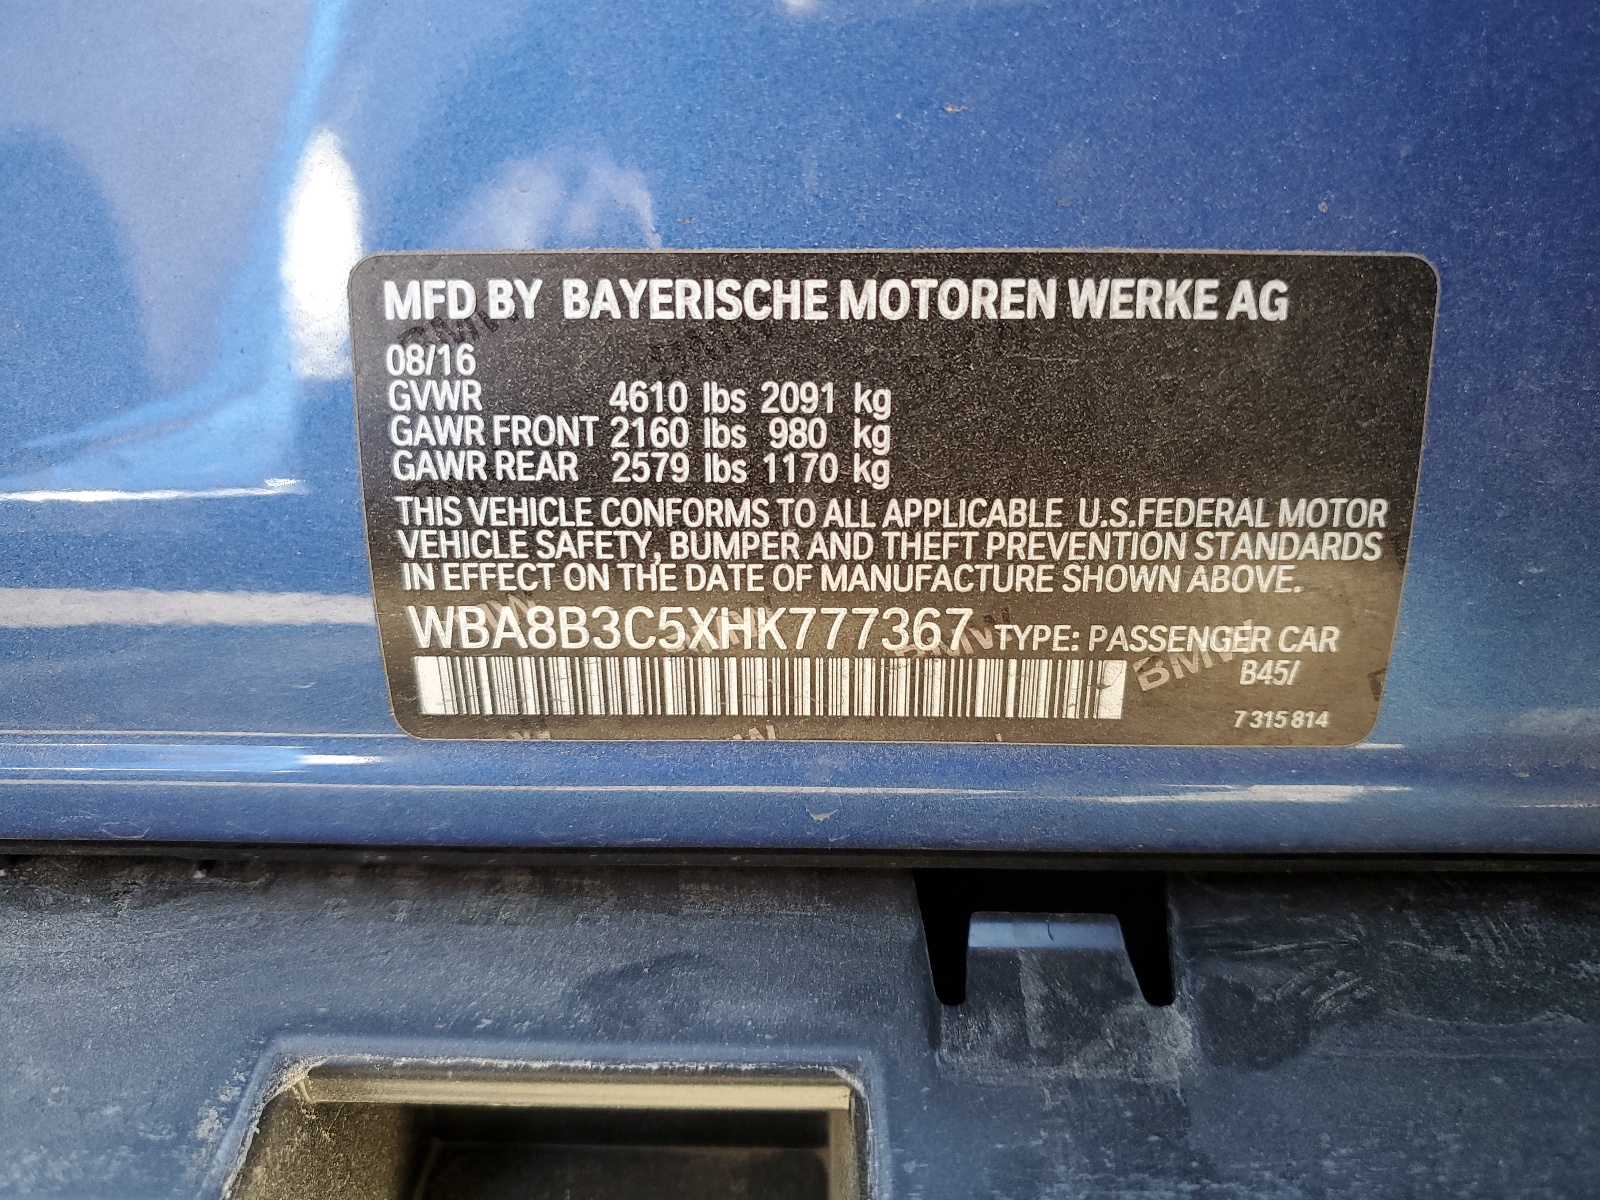 MFD BY BAYERISCHE MOTOREN WERKE AG
08/16
GVWR 4610 lbs 2091 kg
GAWR FRONT 2160 lbs 980 kg
GAWR REAR 2579 lbs 1170 kg
THIS VEHICLE CONFORMS TO ALL APPLICABLE U.S.FEDERAL MOTOR
VEHICLE SAFETY, BUMPER AND THEFT PREVENTION STANDARDS
IN EFFECT ON THE DATE OF MANUFACTURE SHOWN ABOVE.
WBA8B3C5XHK777367 TYPE: PASSENGER CAR
B45/
7 315 814
BMW